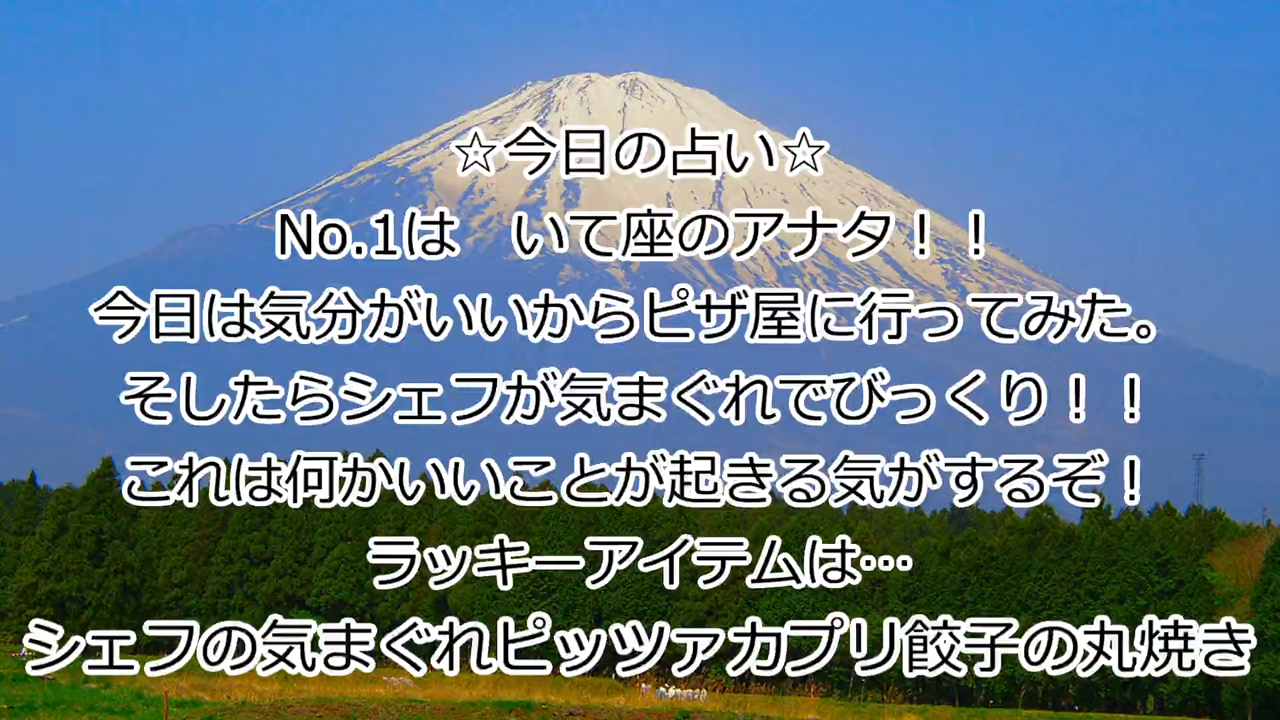 ☆今日の占い☆
No.1は　いて座のアナタ！！
今日は気分がいいからピザ屋に行ってみた。
そしたらシェフが気まぐれでびっくり！！
これは何かいいことが起きる気がするぞ！
ラッキーアイテムは…
シェフの気まぐれピッツァカプリ餃子の丸焼き